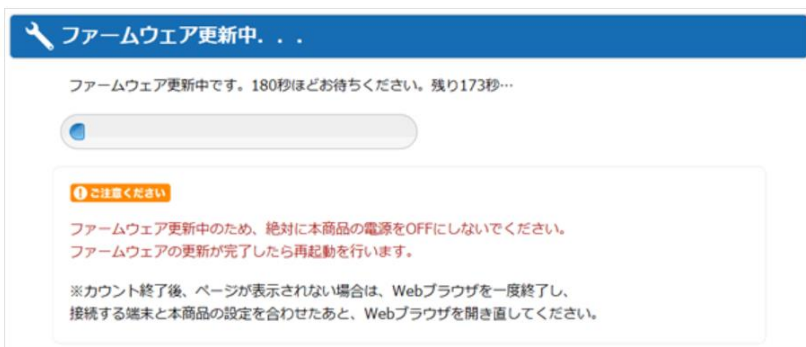 ファームウェア更新中．．．
ファームウェア更新中です。180秒ほどお待ちください。残り173秒…
ご注意ください
ファームウェア更新中のため、絶対に本商品の電源をOFFにしないでください。
ファームウェアの更新が完了したら再起動を行います。
※カウント終了後、ページが表示されない場合は、Webブラウザを一度終了し、
接続する端末と本商品の設定を合わせたあと、Webブラウザを開き直してください。